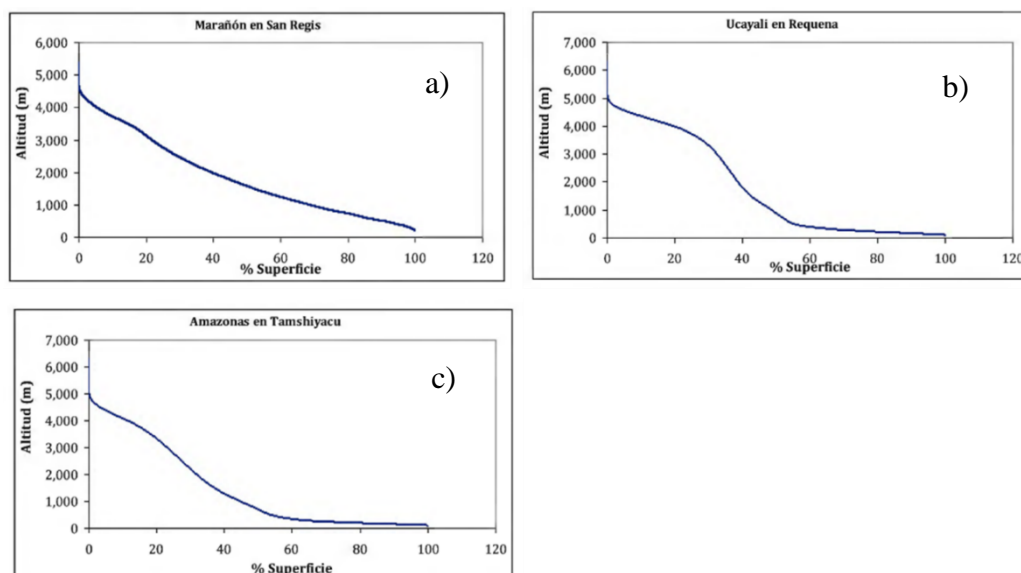 Marañón en San Regis
a)
Altitud (m)
6,000
5,000
4,000
3,000
2,000
1,000
0
0 20 40 60 80 100 120
% Superficie
Ucayali en Requena
b)
Altitud (m)
7,000
6,000
5,000
4,000
3,000
2,000
1,000
0
0 20 40 60 80 100 120
% Superficie
Amazonas en Tamshiyacu
c)
Altitud (m)
7,000
6,000
5,000
4,000
3,000
2,000
1,000
0
0 20 40 60 80 100 120
% Superficie